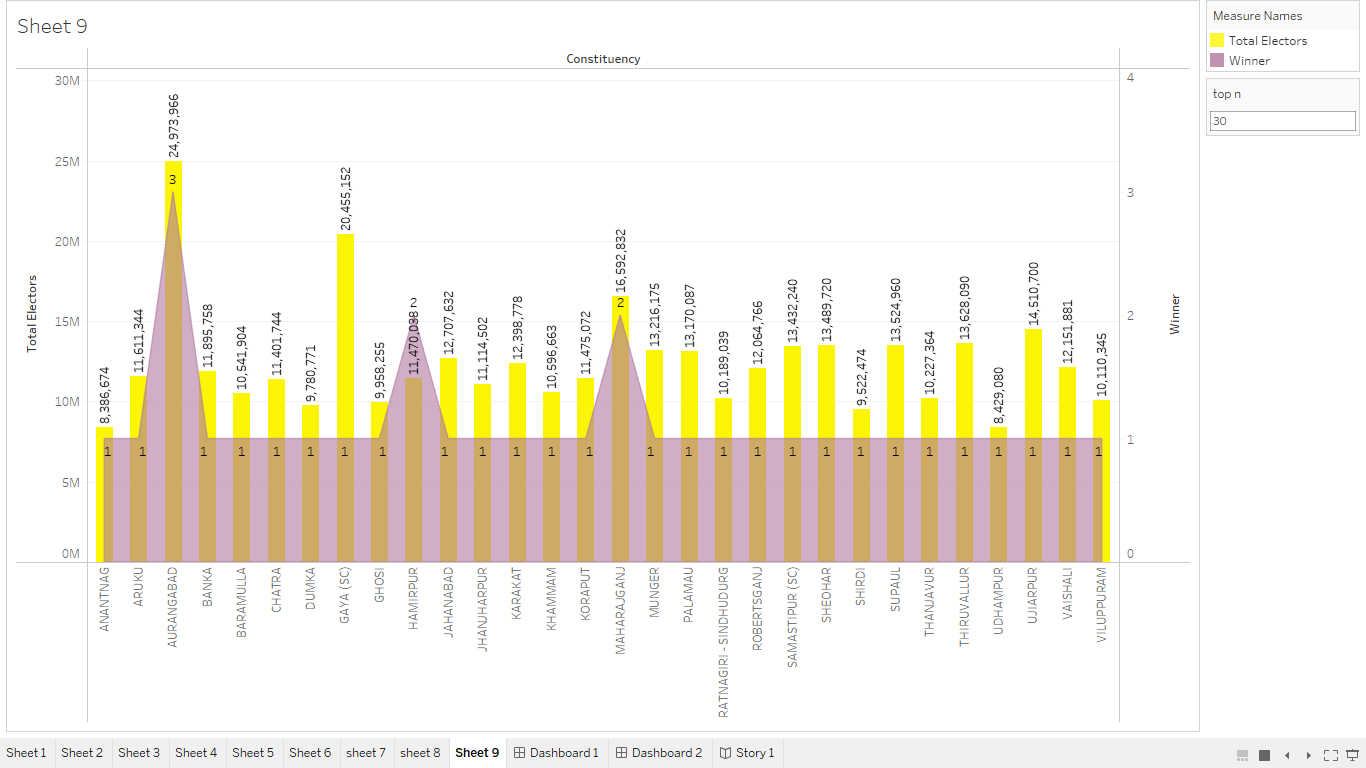 Sheet 9
Constituency
Total Electors
30M
25M
20M
15M
10M
5M
0M
8,386,674
11,611,344
24,973,966
11,895,758
10,541,904
11,401,744
9,780,771
20,455,152
9,958,255
11,470,088
12,707,632
11,114,502
12,398,778
10,596,663
11,475,072
16,592,832
13,216,175
13,170,087
10,189,039
12,064,766
13,432,240
13,489,720
9,522,474
13,524,960
10,227,364
13,628,090
8,429,080
14,510,700
12,151,881
10,110,345
1 1 3 1 1 1 1 1 1 2 1 1 1 1 1 2 1 1 1 1 1 1 1 1 1 1 1 1 1 1
ANANTNAG
ARUKU
AURANGABAD
BANKA
BARAMULLA
CHATRA
DUMKA
GAYA (SC)
GHOSI
HAMIRPUR
JAHANABAD
JHANJHARPUR
KARAKAT
KHAMMAM
KORAPUT
MAHARAJGANJ
MUNGER
PALAMAU
RATNAGIRI - SINDHUDURG
ROBERTSGANJ
SAMASTIPUR (SC)
SHEOHAR
SHIRDI
SUPAUL
THANJAVUR
THIRUVALLUR
UDHAMPUR
UJIARPUR
VAISHALI
VILUPPURAM
4
3
2
1
0
Winner
Measure Names
Total Electors
Winner
top n
30
Sheet 1 Sheet 2 Sheet 3 Sheet 4 Sheet 5 Sheet 6 sheet 7 sheet 8 Sheet 9 Dashboard 1 Dashboard 2 Story 1